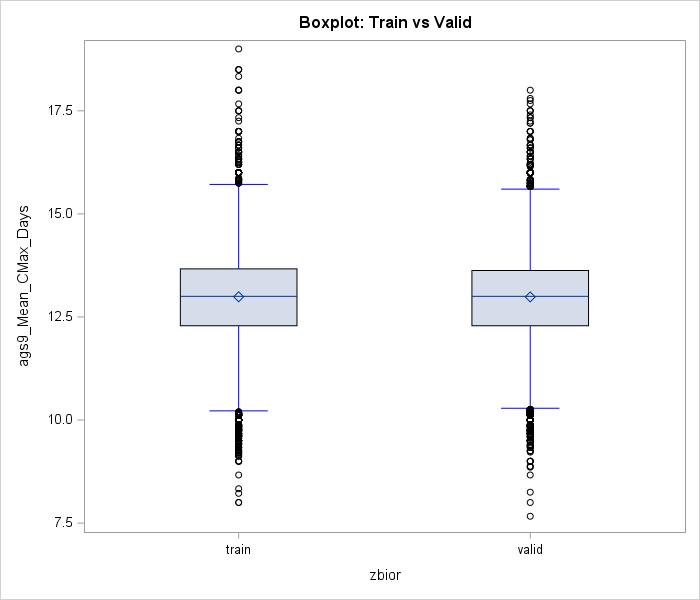 Boxplot: Train vs Valid
17.5
15.0
12.5
10.0
7.5
ags9_Mean_CMax_Days
train
valid
zbior